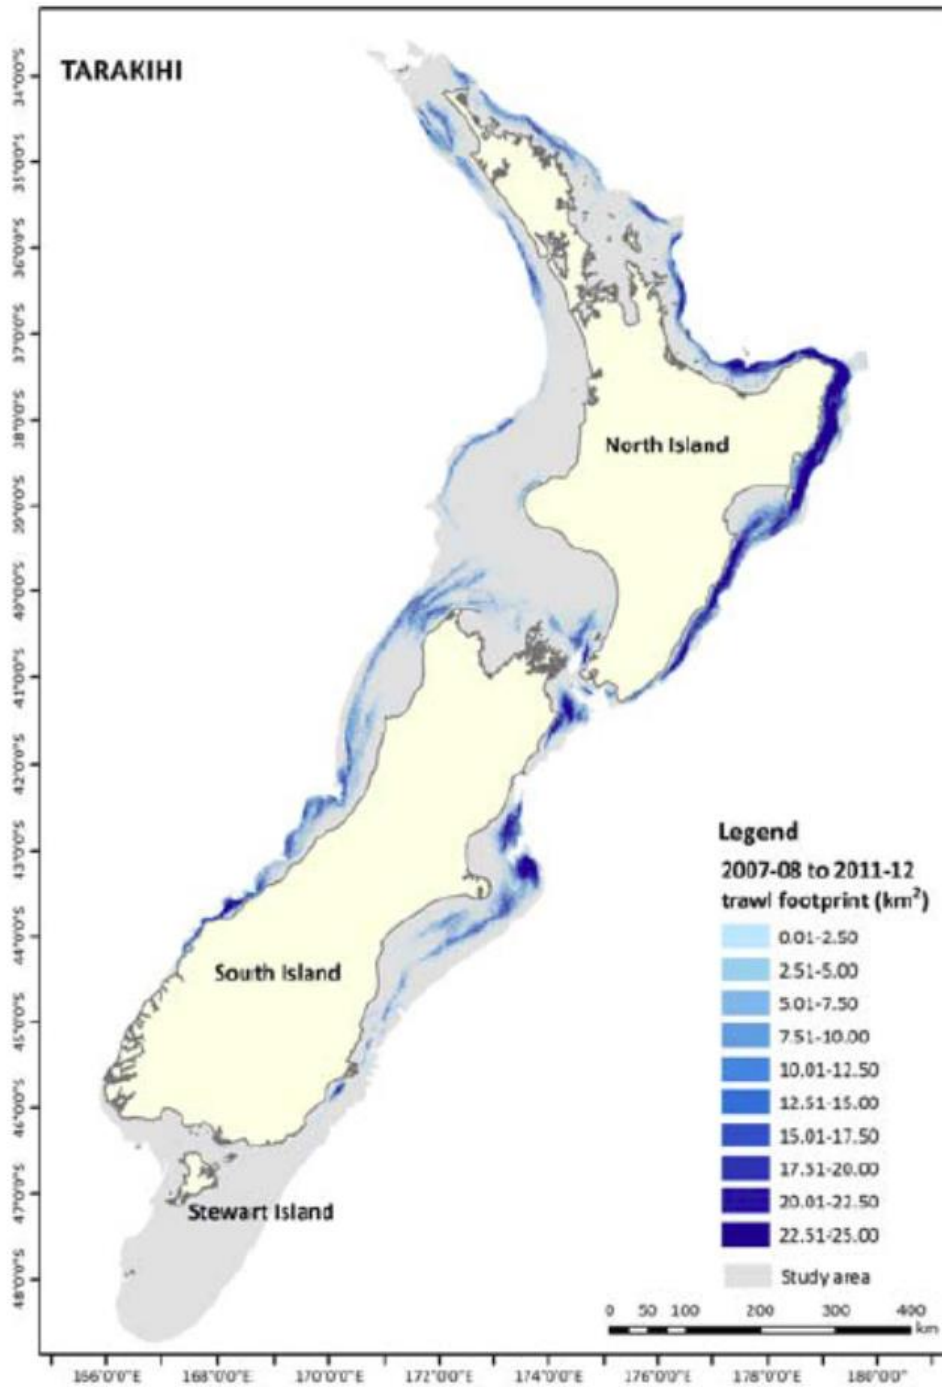 TARAKIHI
34°0'0"S
35°0'0"S
36°0'0"S
37°0'0"S
38°0'0"S
39°0'0"S
40°0'0"S
41°0'0"S
42°0'0"S
43°0'0"S
44°0'0"S
45°0'0"S
46°0'0"S
47°0'0"S
48°0'0"S
North Island
South Island
Stewart Island
Legend
2007-08 to 2011-12
trawl footprint (km²)
0.01-2.50
2.51-5.00
5.01-7.50
7.51-10.00
10.01-12.50
12.51-15.00
15.01-17.50
17.51-20.00
20.01-22.50
22.51-25.00
Study area
0 50 100 200 300 400
km
166°0'0"E 168°0'0"E 170°0'0"E 172°0'0"E 174°0'0"E 176°0'0"E 178°0'0"E 180°0'0"